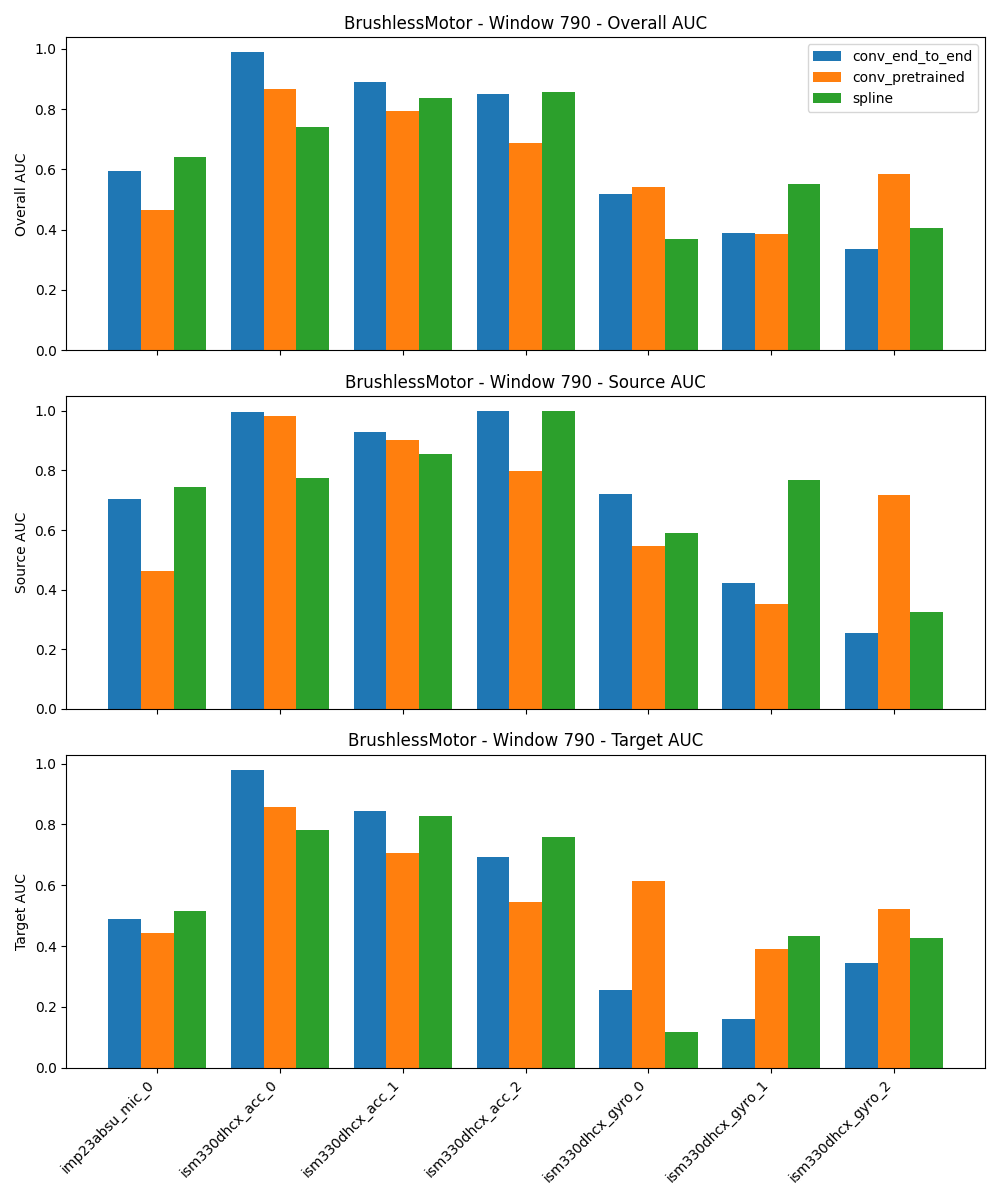 BrushlessMotor - Window 790 - Overall AUC
1.0
0.8
0.6
0.4
0.2
0.0
Overall AUC
conv_end_to_end
conv_pretrained
spline
BrushlessMotor - Window 790 - Source AUC
1.0
0.8
0.6
0.4
0.2
0.0
Source AUC
BrushlessMotor - Window 790 - Target AUC
1.0
0.8
0.6
0.4
0.2
0.0
Target AUC
imp23absu_mic_0
ism330dhcx_acc_0
ism330dhcx_acc_1
ism330dhcx_acc_2
ism330dhcx_gyro_0
ism330dhcx_gyro_1
ism330dhcx_gyro_2